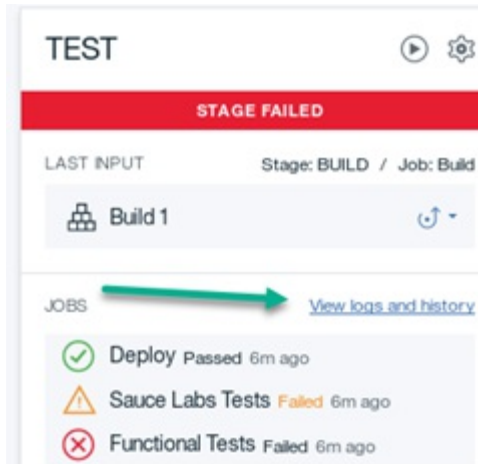 TEST
STAGE FAILED
LAST INPUT Stage: BUILD / Job: Build
Build 1
JOBS View logs and history
Deploy Passed 6m ago
Sauce Labs Tests Failed 6m ago
Functional Tests Failed 6m ago